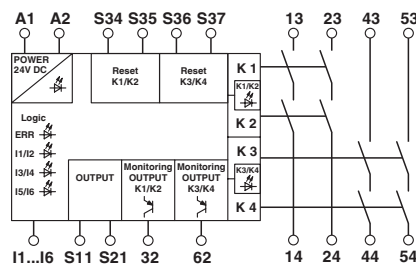 A1 A2 S34 S35 S36 S37 13 23 43 53
POWER
24V DC
Reset
K1/K2
Reset
K3/K4
K 1
K1/K2
K 2
Logic
ERR
I1/I2
I3/I4
I5/I6
OUTPUT
Monitoring
OUTPUT
K1/K2
Monitoring
OUTPUT
K3/K4
K 3
K3/K4
K 4
I1...I6 S11 S21 32 62 14 24 44 54